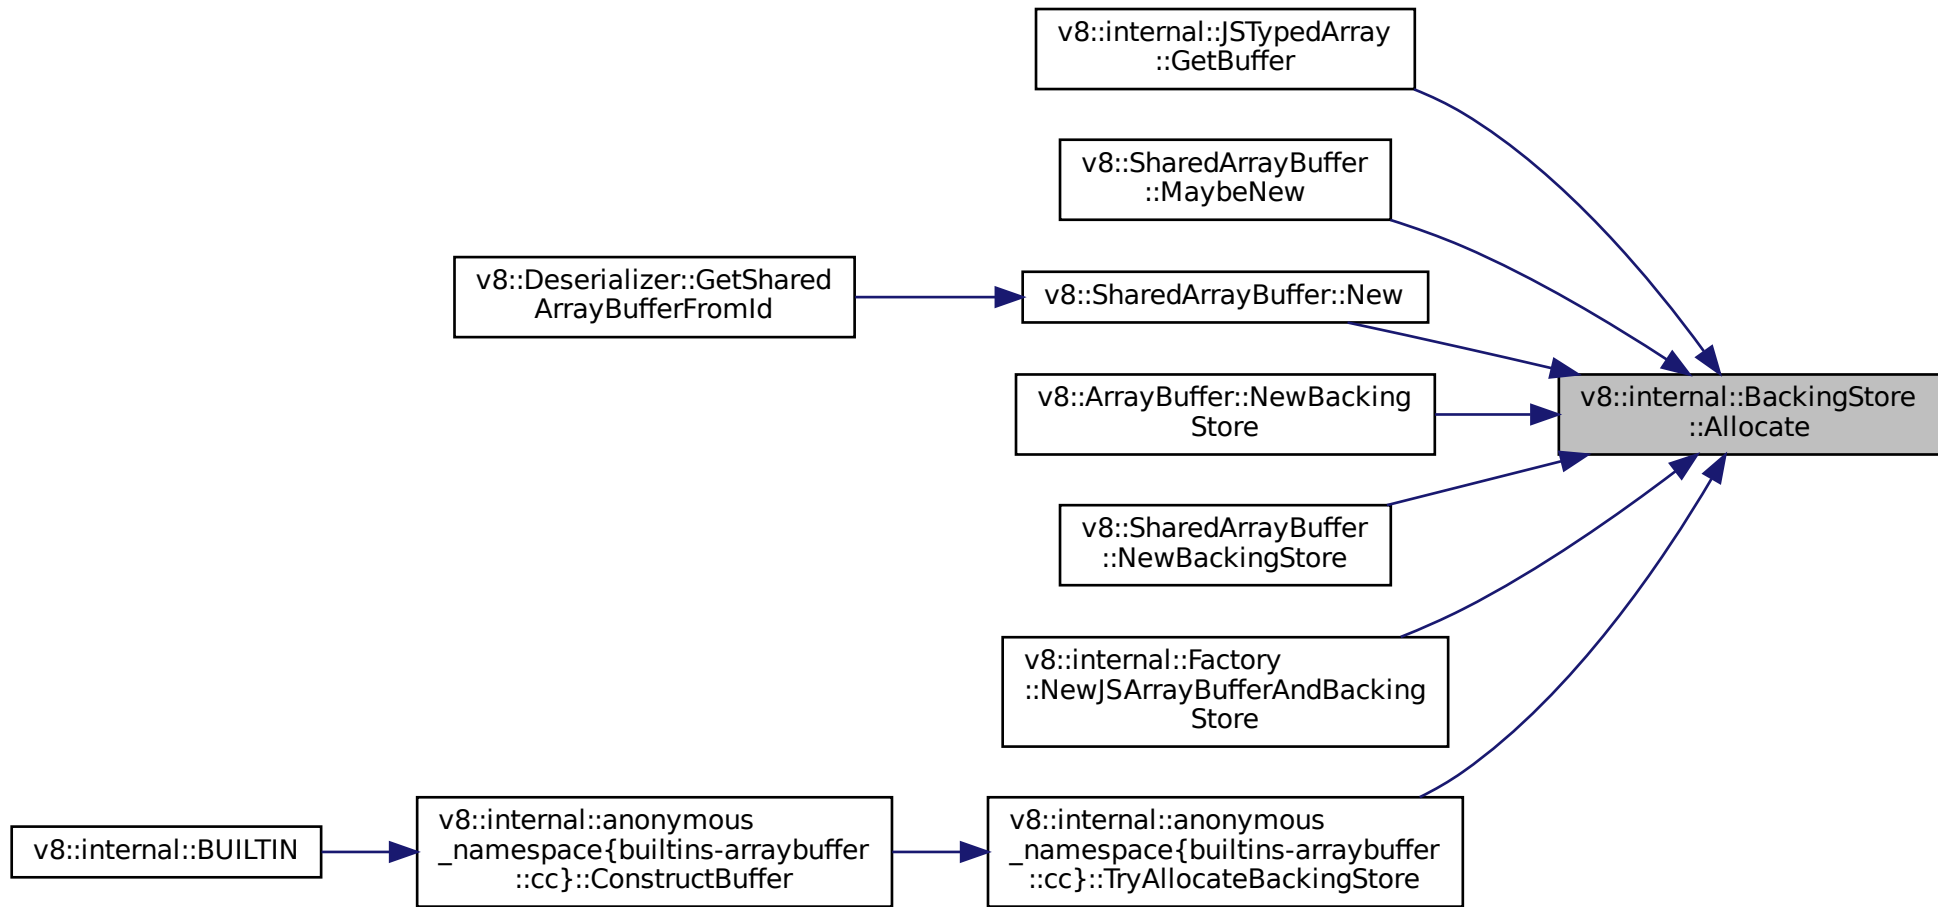 v8::internal::JSTypedArray
::GetBuffer
v8::SharedArrayBuffer
::MaybeNew
v8::Deserializer::GetShared
ArrayBufferFromId
v8::SharedArrayBuffer::New
v8::ArrayBuffer::NewBacking
Store
v8::internal::BackingStore
::Allocate
v8::SharedArrayBuffer
::NewBackingStore
v8::internal::Factory
::NewJSArrayBufferAndBacking
Store
v8::internal::BUILTIN
v8::internal::anonymous
_namespace{builtins-arraybuffer
::cc}::ConstructBuffer
v8::internal::anonymous
_namespace{builtins-arraybuffer
::cc}::TryAllocateBackingStore